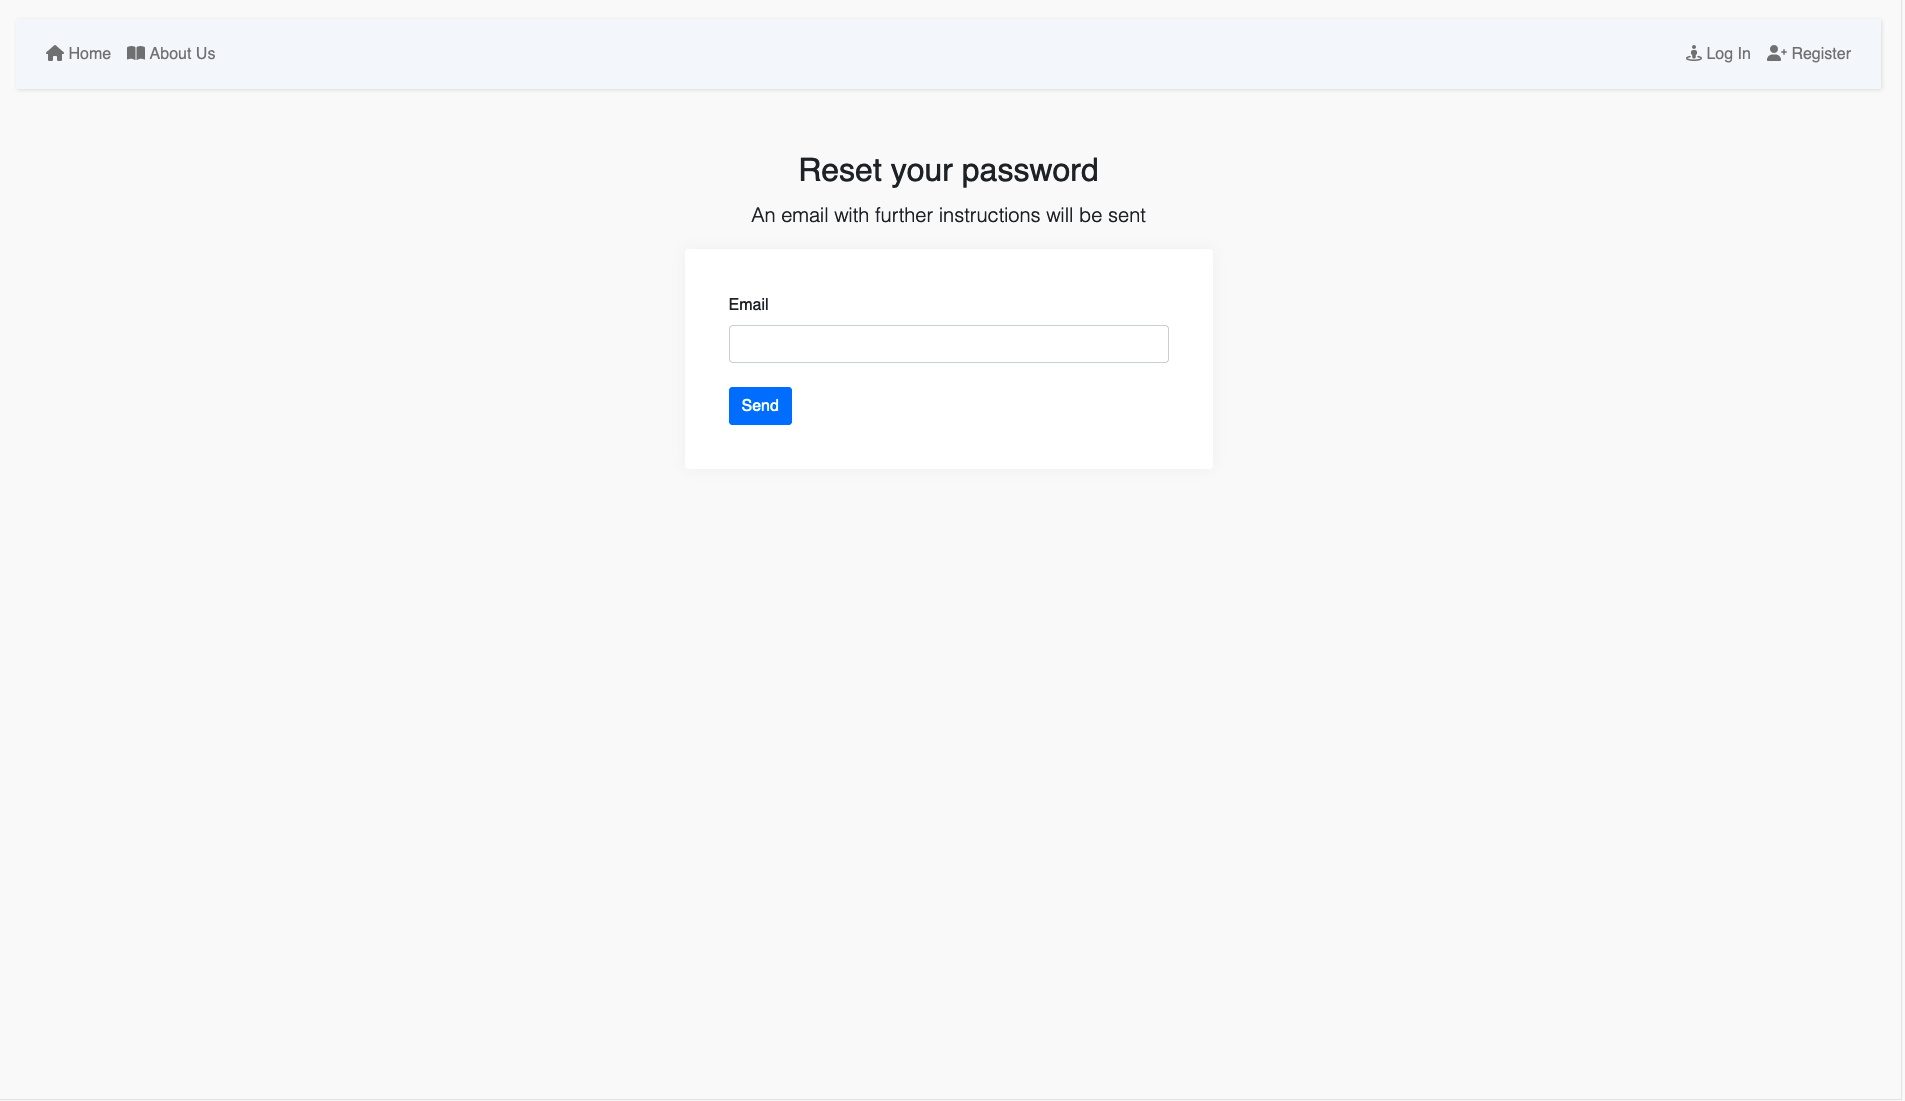 Home About Us Log In Register
Reset your password
An email with further instructions will be sent
Email
Send